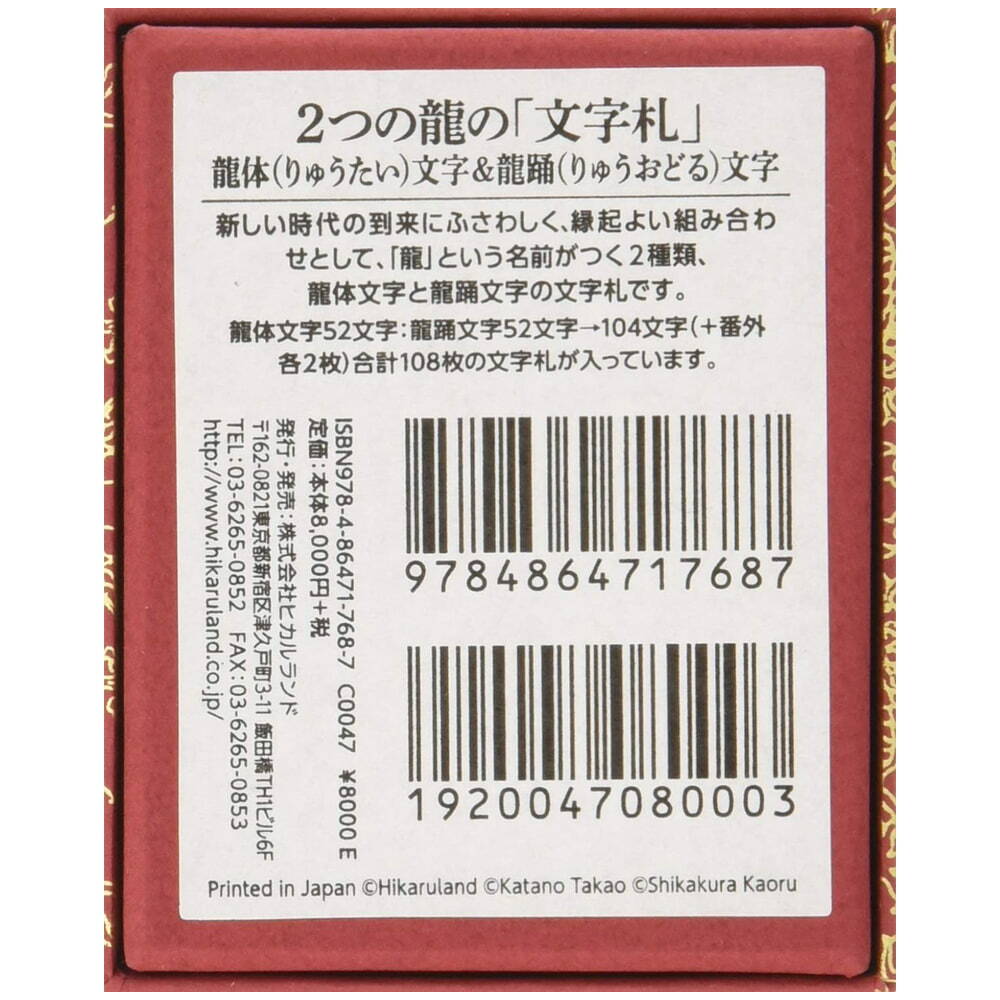 2つの龍の「文字札」
龍体(りゅうたい)文字&龍踊(りゅうおどる)文字
新しい時代の到来にふさわしく、縁起よい組み合わ
せとして、「龍」という名前がつく2種類、
龍体文字と龍踊文字の文字札です。
龍体文字52文字:龍踊文字52文字→104文字(+番外
各2枚)合計108枚の文字札が入っています。
ISBN978-4-86471-768-7 C0047 ¥8000E
定価:本体8,000円+税
発行・発売:株式会社ヒカルランド
〒162-0821東京都新宿区津久戸町3-11 飯田橋TH1ビル6F
TEL:03-6265-0852 FAX:03-6265-0853
http://www.hikaruland.co.jp/
9784864717687
1920047080003
Printed in Japan ©Hikaruland ©Katano Takao ©Shikakura Kaoru